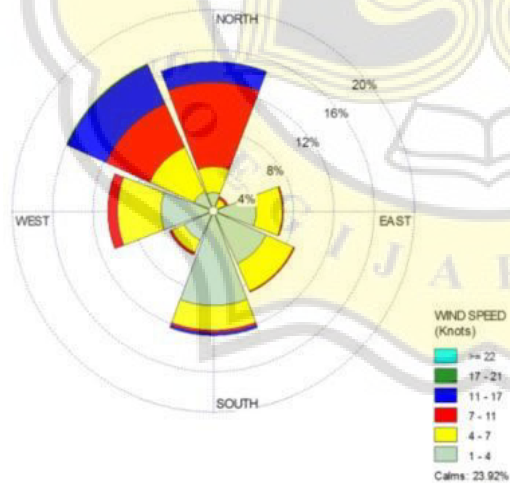 NORTH
20%
16%
12%
8%
4%
WEST
EAST
SOUTH
WIND SPEED
(Knots)
>= 22
17 - 21
11 - 17
7 - 11
4 - 7
1 - 4
Calms: 23.92%